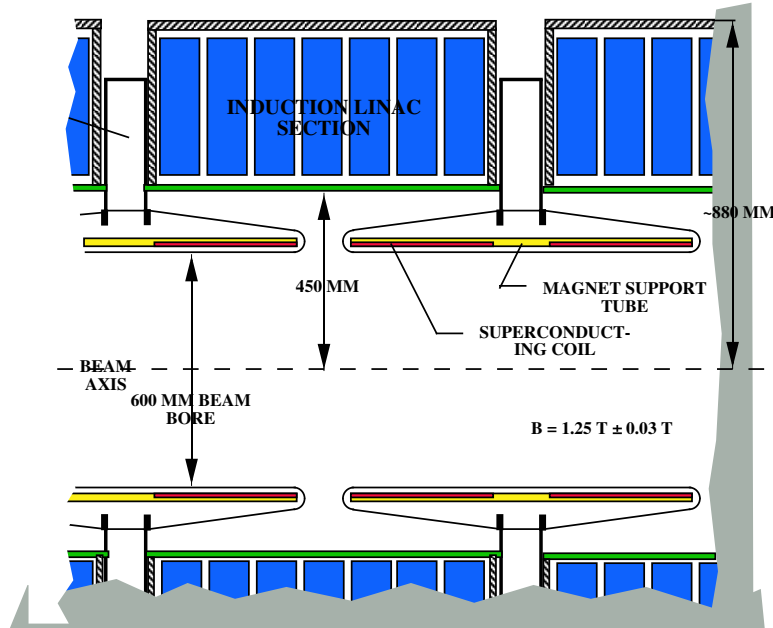 INDUCTION LINAC
SECTION
~880 MM
450 MM
MAGNET SUPPORT
TUBE
SUPERCONDUCT-
ING COIL
BEAM
AXIS
600 MM BEAM
BORE
B = 1.25 T ± 0.03 T